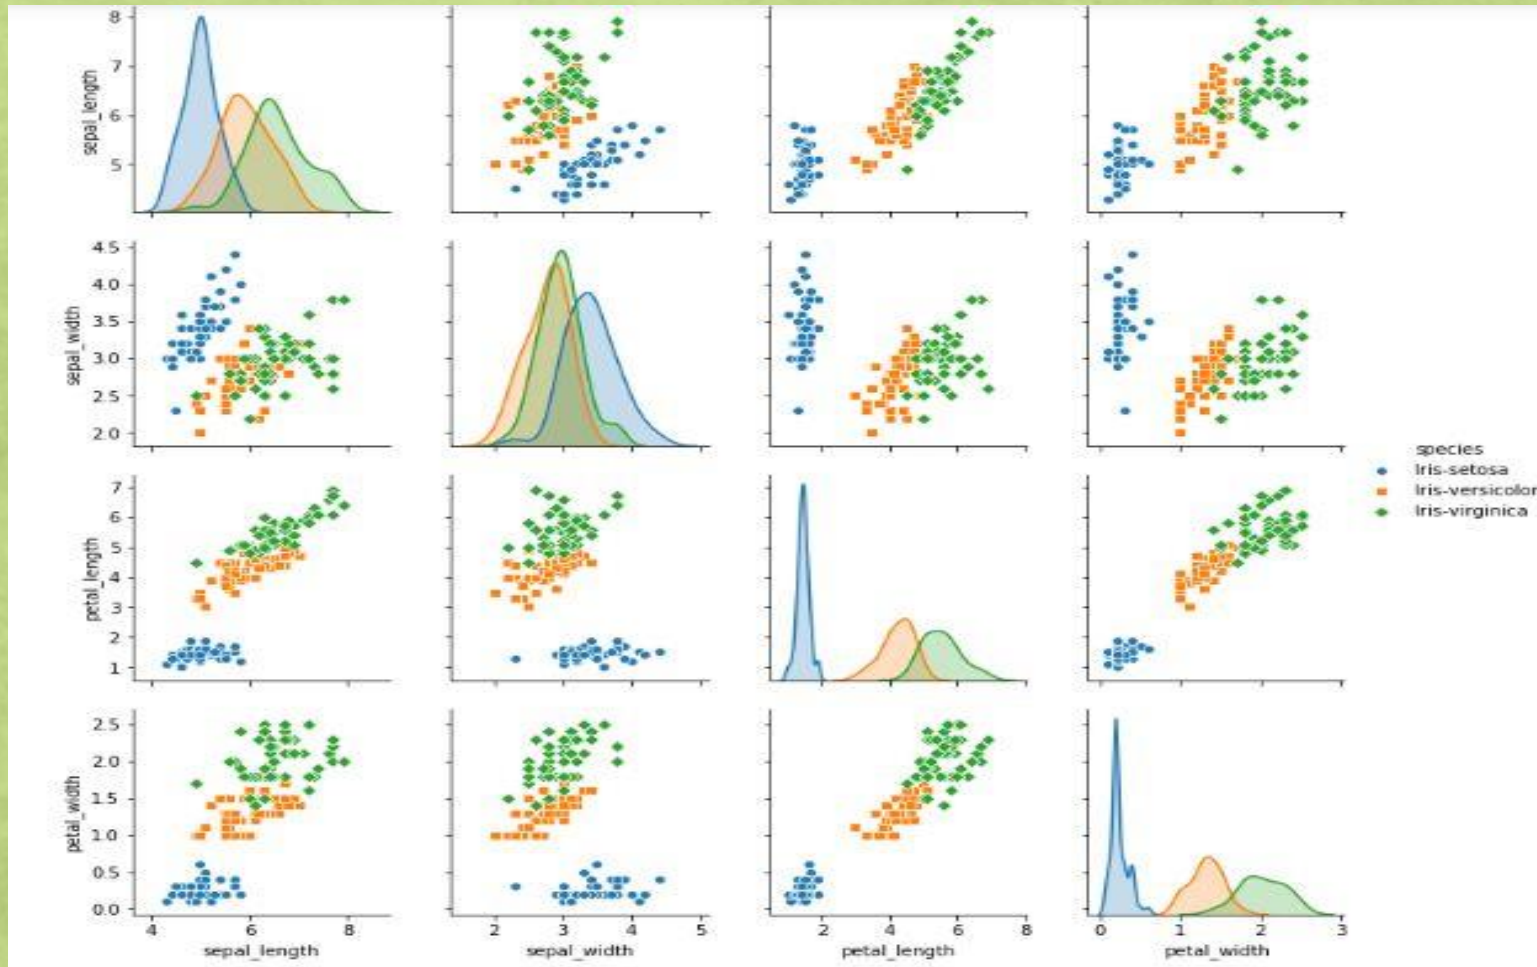 sepal_length
8
7
6
5
sepal_width
4.5
4.0
3.5
3.0
2.5
2.0
species
Iris-setosa
Iris-versicolor
Iris-virginica
petal_length
7
6
5
4
3
2
1
petal_width
2.5
2.0
1.5
1.0
0.5
0.0
4 6 8
2 3 4 5
2 4 6 8
0 1 2 3
sepal_length sepal_width petal_length petal_width